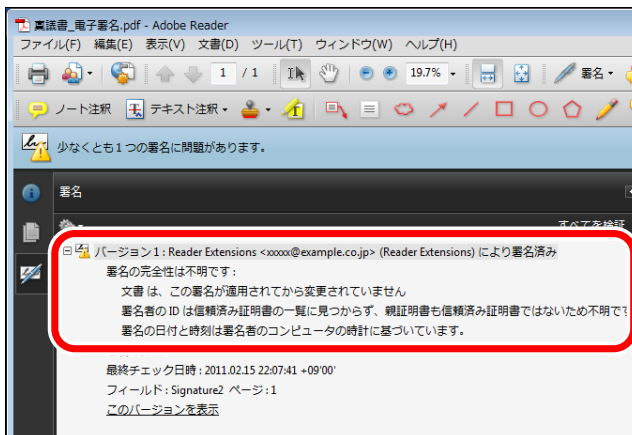 稟議書_電子署名.pdf - Adobe Reader
ファイル(F) 編集(E) 表示(V) 文書(D) ツール(T) ウィンドウ(W) ヘルプ(H)
1 / 1 19.7% 署名
ノート注釈 テキスト注釈
少なくとも1つの署名に問題があります。
署名
すべてを検証
バージョン1: Reader Extensions <xxxxx@example.co.jp> (Reader Extensions) により署名済み
署名の完全性は不明です:
文書 は、この署名が適用されてから変更されていません
署名者の ID は信頼済み証明書の一覧に見つからず、親証明書も信頼済み証明書ではないため不明です
署名の日付と時刻は署名者のコンピュータの時計に基づいています。
最終チェック日時: 2011.02.15 22:07:41 +09'00'
フィールド: Signature2 ページ: 1
このバージョンを表示